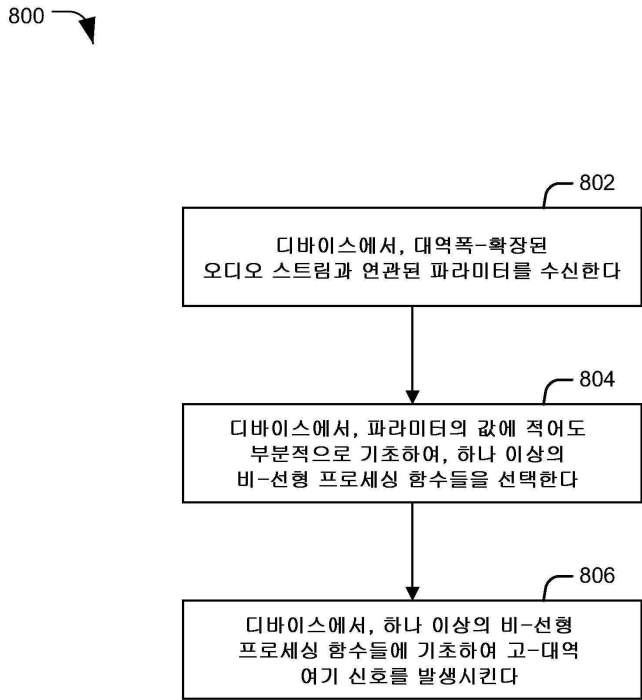 800
802
디바이스에서, 대역폭-확장된
오디오 스트림과 연관된 파라미터를 수신한다
804
디바이스에서, 파라미터의 값에 적어도
부분적으로 기초하여, 하나 이상의
비-선형 프로세싱 함수들을 선택한다
806
디바이스에서, 하나 이상의 비-선형
프로세싱 함수들에 기초하여 고-대역
여기 신호를 발생시킨다